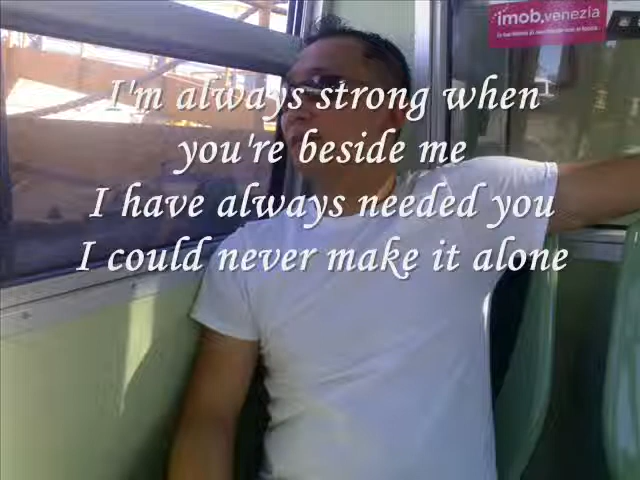 imob.venezia
I'm always strong when
you're beside me
I have always needed you
I could never make it alone